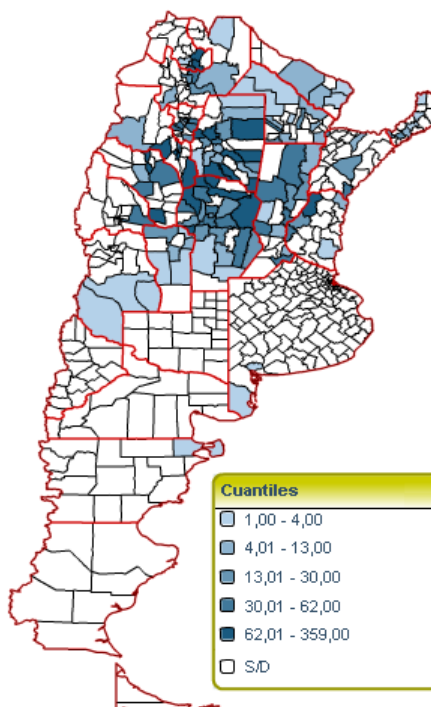 Cuantiles
1,00 - 4,00
4,01 - 13,00
13,01 - 30,00
30,01 - 62,00
62,01 - 359,00
S/D